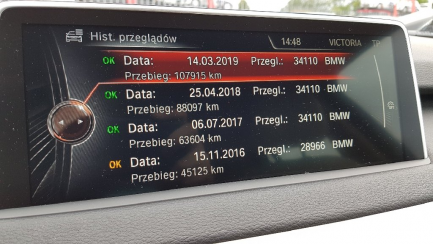 Hist. przeglądów 14:48 VICTORIA
OK Data: 14.03.2019 Przegl.: 34110 BMW
Przebieg: 107915 km
OK Data: 25.04.2018 Przegl.: 34110 BMW
Przebieg: 88097 km
OK Data: 06.07.2017 Przegl.: 34110 BMW
Przebieg: 63604 km
OK Data: 15.11.2016 Przegl.: 28966 BMW
Przebieg: 45125 km